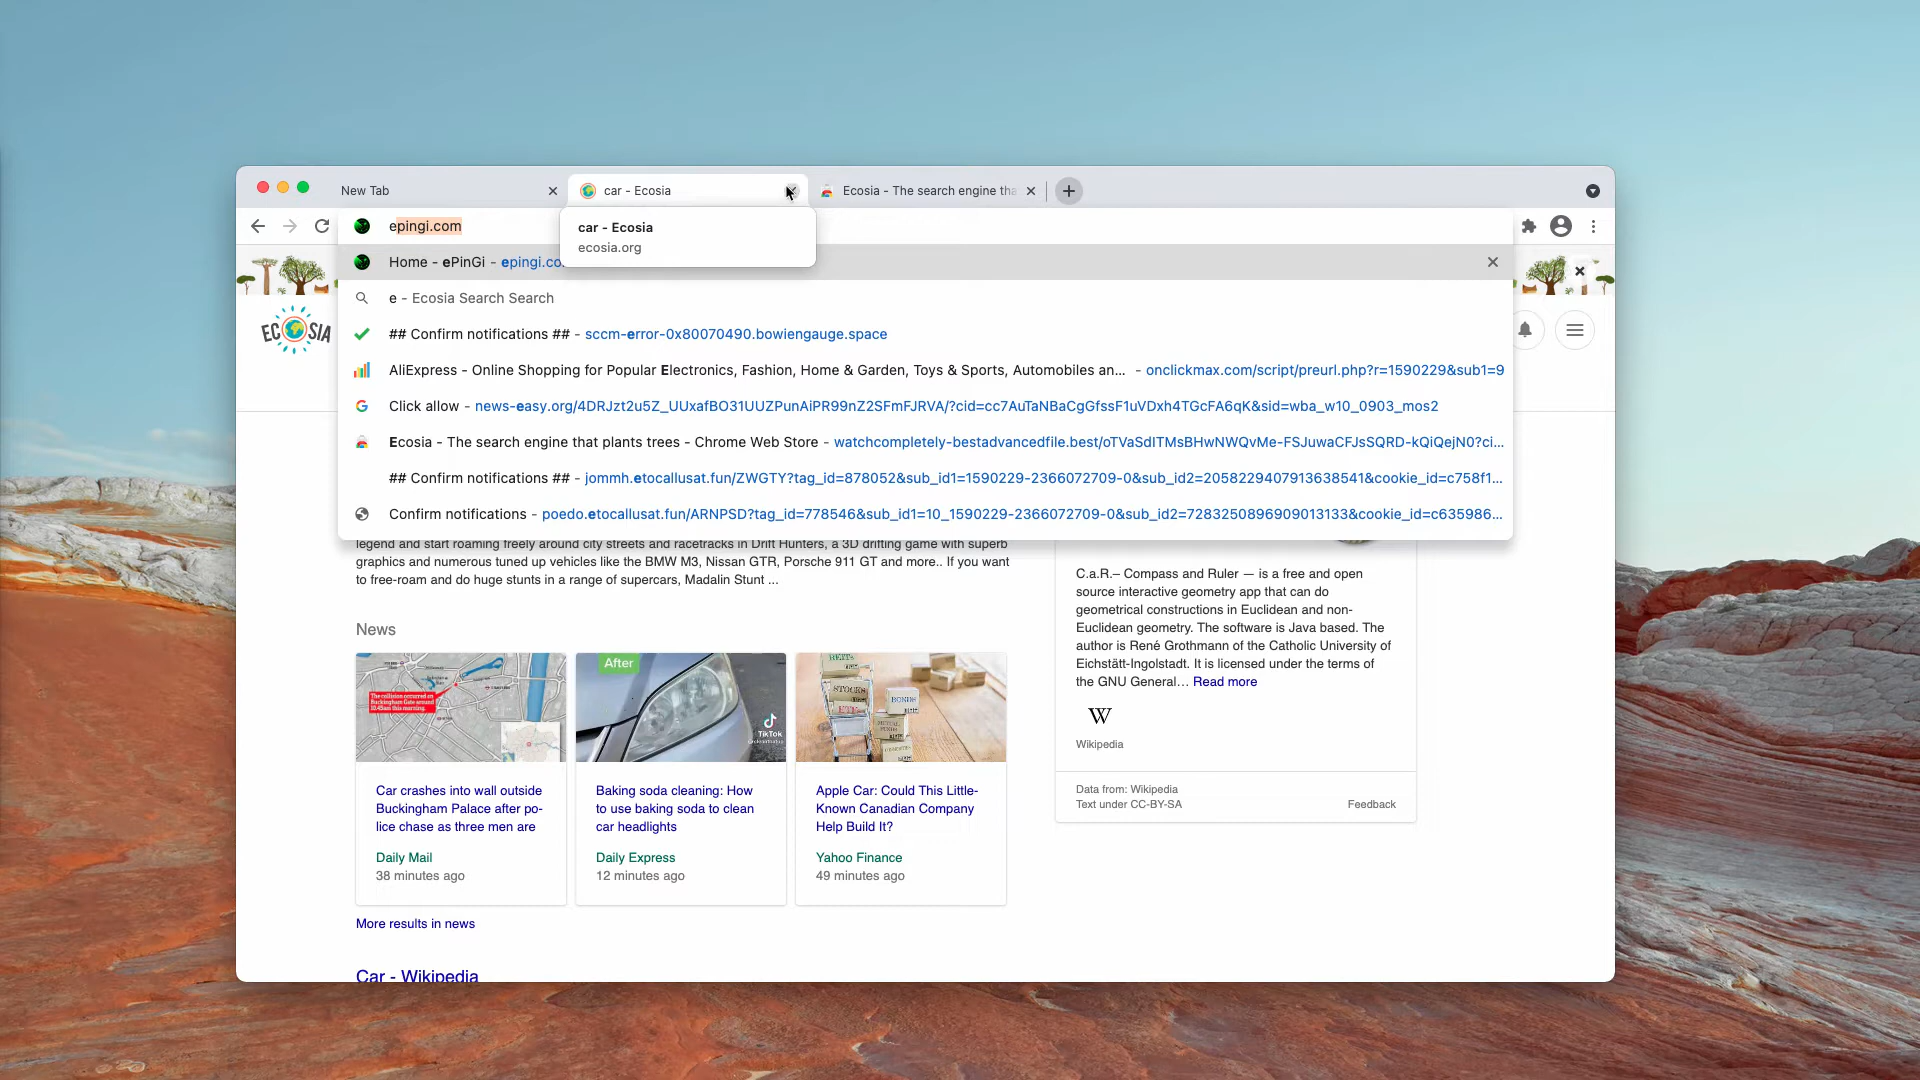 New Tab
car - Ecosia
Ecosia - The search engine tha
epingi.com
car - Ecosia
ecosia.org
Home - ePinGi - epingi.co
e - Ecosia Search Search
## Confirm notifications ## - sccm-error-0x80070490.bowiengauge.space
AliExpress - Online Shopping for Popular Electronics, Fashion, Home & Garden, Toys & Sports, Automobiles an... - onclickmax.com/script/preurl.php?r=1590229&sub1=9
Click allow - news-easy.org/4DRJzt2u5Z_UUxafBO31UUZPunAiPR99nZ2SFmFJRVA/?cid=cc7AuTaNBaCgGfssF1uVDxh4TGcFA6qK&sid=wba_w10_0903_mos2
Ecosia - The search engine that plants trees - Chrome Web Store - watchcompletely-bestadvancedfile.best/oTVaSdITMsBHwNWQvMe-FSJuwaCFJsSQRD-kQiQejN0?ci...
## Confirm notifications ## - jommh.etocallusat.fun/ZWGTY?tag_id=878052&sub_id1=1590229-2366072709-0&sub_id2=2058229407913638541&cookie_id=c758f1...
Confirm notifications - poedo.etocallusat.fun/ARNPSD?tag_id=778546&sub_id1=10_1590229-2366072709-0&sub_id2=7283250896909013133&cookie_id=c635986...
ECOSIA
legend and start roaming freely around city streets and racetracks in Drift Hunters, a 3D drifting game with superb
graphics and numerous tuned up vehicles like the BMW M3, Nissan GTR, Porsche 911 GT and more.. If you want
to free-roam and do huge stunts in a range of supercars, Madalin Stunt ...
News
The collision occurred on
Buckingham Gate around
10.45am this morning.
After
TikTok
STOCKS
BONDS
Car crashes into wall outside
Buckingham Palace after po-
lice chase as three men are
Daily Mail
38 minutes ago
Baking soda cleaning: How
to use baking soda to clean
car headlights
Daily Express
12 minutes ago
Apple Car: Could This Little-
Known Canadian Company
Help Build It?
Yahoo Finance
49 minutes ago
More results in news
Car - Wikipedia
C.a.R.– Compass and Ruler — is a free and open
source interactive geometry app that can do
geometrical constructions in Euclidean and non-
Euclidean geometry. The software is Java based. The
author is René Grothmann of the Catholic University of
Eichstätt-Ingolstadt. It is licensed under the terms of
the GNU General… Read more
W
Wikipedia
Data from: Wikipedia
Text under CC-BY-SA
Feedback